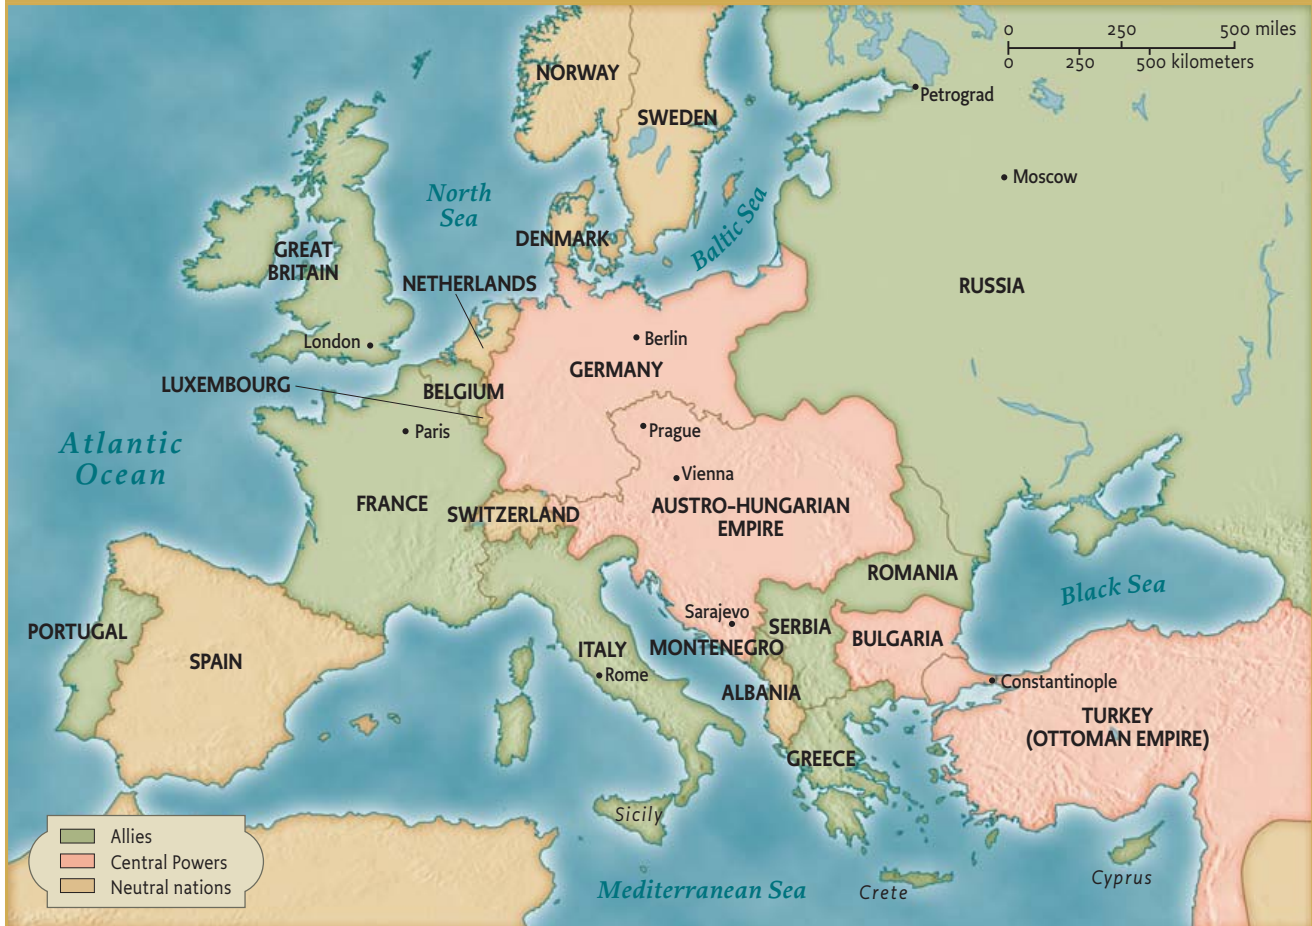 0 250 500 miles
0 250 500 kilometers
NORWAY
SWEDEN
Petrograd
Moscow
North
Sea
Baltic Sea
DENMARK
GREAT
BRITAIN
NETHERLANDS
RUSSIA
London
Berlin
GERMANY
LUXEMBOURG
BELGIUM
Paris
Prague
Atlantic
Ocean
Vienna
FRANCE
SWITZERLAND
AUSTRO-HUNGARIAN
EMPIRE
ROMANIA
Black Sea
PORTUGAL
SPAIN
ITALY
Rome
Sarajevo
MONTENEGRO
SERBIA
BULGARIA
ALBANIA
Constantinople
TURKEY
(OTTOMAN EMPIRE)
GREECE
Sicily
Mediterranean Sea
Crete
Cyprus
Allies
Central Powers
Neutral nations